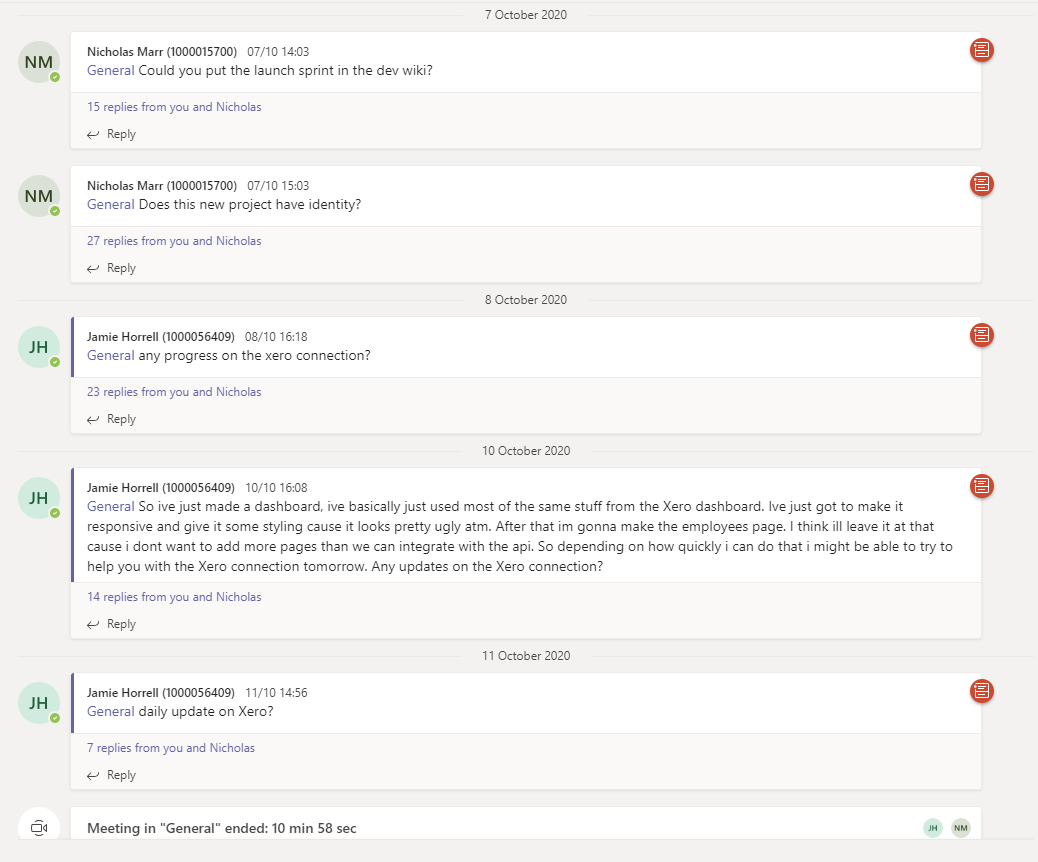 7 October 2020
NM
Nicholas Marr (1000015700) 07/10 14:03
General Could you put the launch sprint in the dev wiki?
15 replies from you and Nicholas
Reply
NM
Nicholas Marr (1000015700) 07/10 15:03
General Does this new project have identity?
27 replies from you and Nicholas
Reply
8 October 2020
JH
Jamie Horrell (1000056409) 08/10 16:18
General any progress on the xero connection?
23 replies from you and Nicholas
Reply
10 October 2020
JH
Jamie Horrell (1000056409) 10/10 16:08
General So ive just made a dashboard, ive basically just used most of the same stuff from the Xero dashboard. Ive just got to make it
responsive and give it some styling cause it looks pretty ugly atm. After that im gonna make the employees page. I think ill leave it at that
cause i dont want to add more pages than we can integrate with the api. So depending on how quickly i can do that i might be able to try to
help you with the Xero connection tomorrow. Any updates on the Xero connection?
14 replies from you and Nicholas
Reply
11 October 2020
JH
Jamie Horrell (1000056409) 11/10 14:56
General daily update on Xero?
7 replies from you and Nicholas
Reply
Meeting in "General" ended: 10 min 58 sec
JH NM